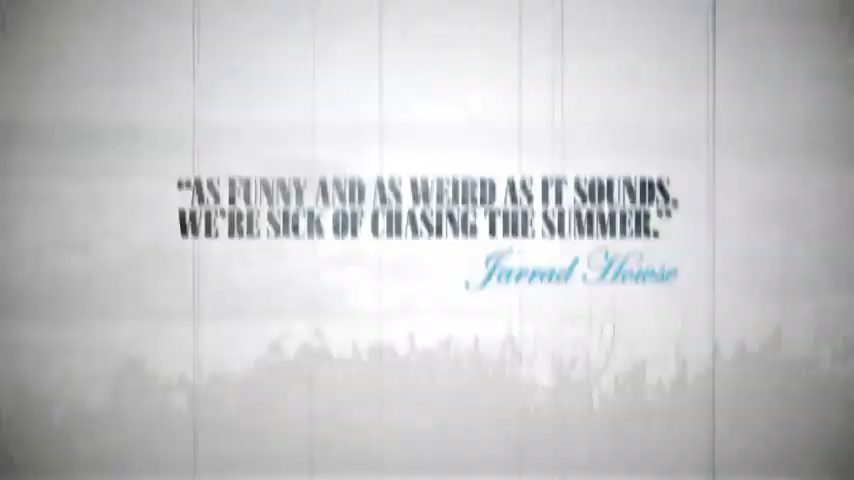 “AS FUNNY AND AS WEIRD AS IT SOUNDS,
WE’RE SICK OF CHASING THE SUMMER.”
Jarrad Howse